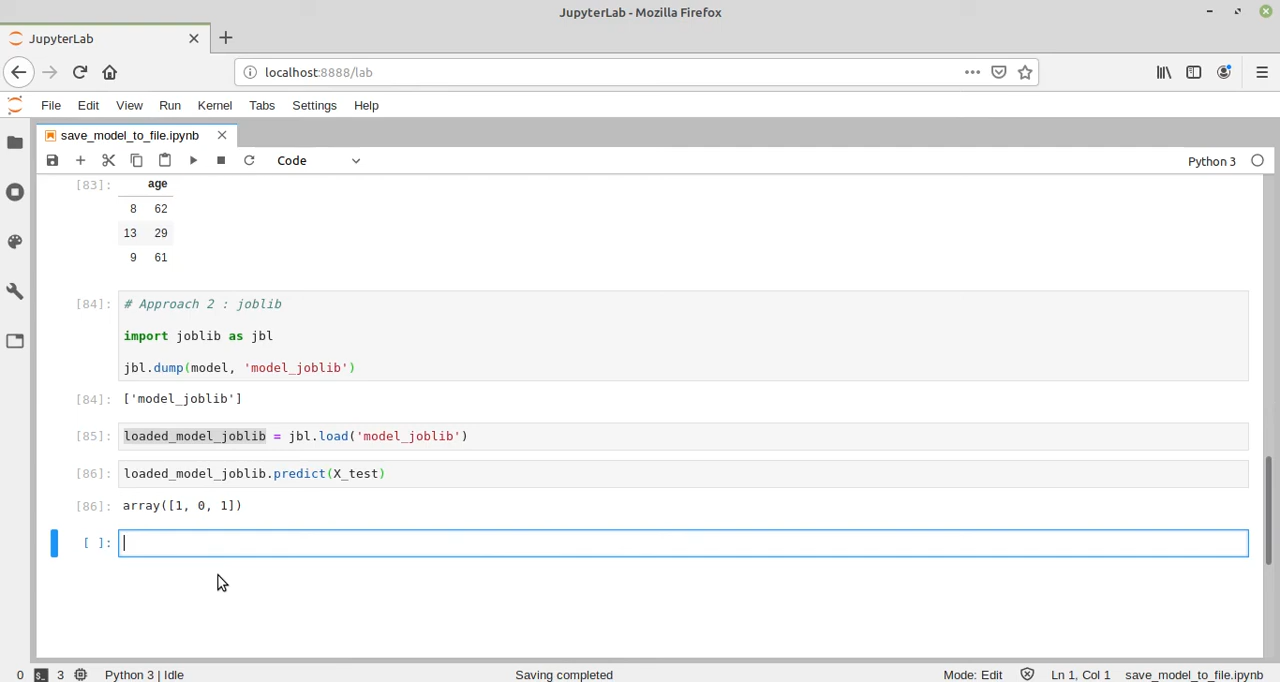 JupyterLab - Mozilla Firefox
JupyterLab
localhost:8888/lab
File Edit View Run Kernel Tabs Settings Help
save_model_to_file.ipynb
Code
Python 3
[83]:
age
8 62
13 29
9 61
[84]: # Approach 2 : joblib
import joblib as jbl
jbl.dump(model, 'model_joblib')
[84]: ['model_joblib']
[85]: loaded_model_joblib = jbl.load('model_joblib')
[86]: loaded_model_joblib.predict(X_test)
[86]: array([1, 0, 1])
[ ]:
0 $_ 3 Python 3 | Idle Saving completed Mode: Edit Ln 1, Col 1 save_model_to_file.ipynb